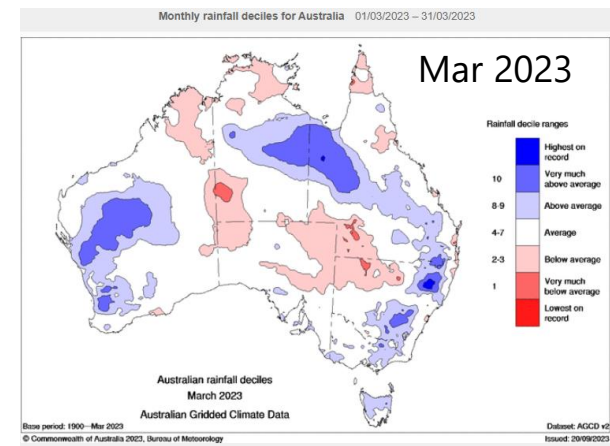 Monthly rainfall deciles for Australia 01/03/2023 – 31/03/2023
Mar 2023
Rainfall decile ranges
Highest on
record
10 Very much
above average
8-9 Above average
4-7 Average
2-3 Below average
1 Very much
below average
Lowest on
record
Australian rainfall deciles
March 2023
Australian Gridded Climate Data
Base period: 1900—Mar 2023
Dataset: AGCD v2
© Commonwealth of Australia 2023, Bureau of Meteorology
Issued: 20/09/2023